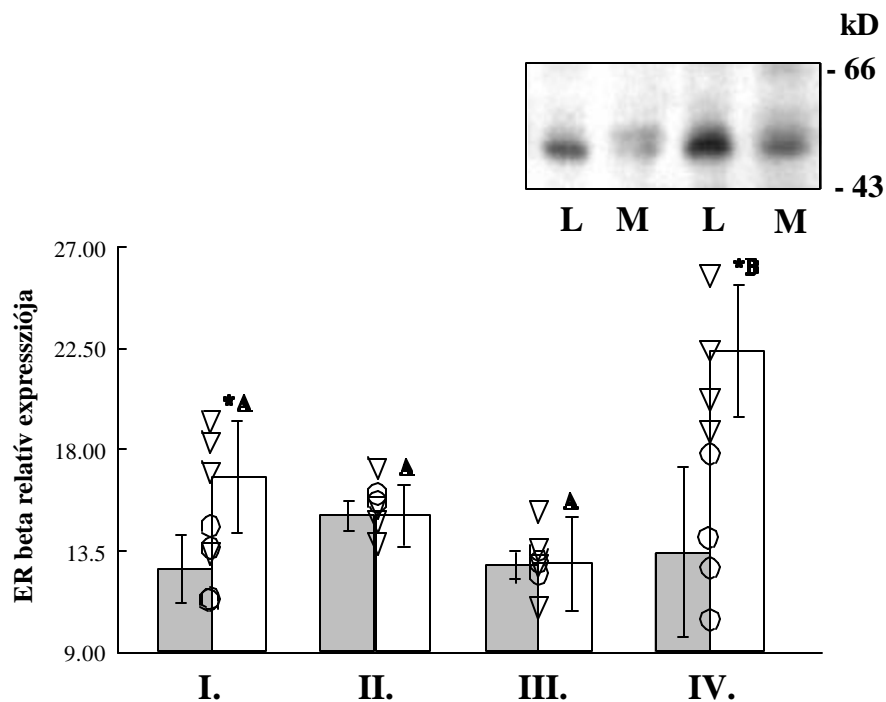 kD
- 66
- 43
L M L M
27.00
*B
22.50
*A
18.00
A
A
13.5
9.00
ER beta relatív expressziója
I. II. III. IV.